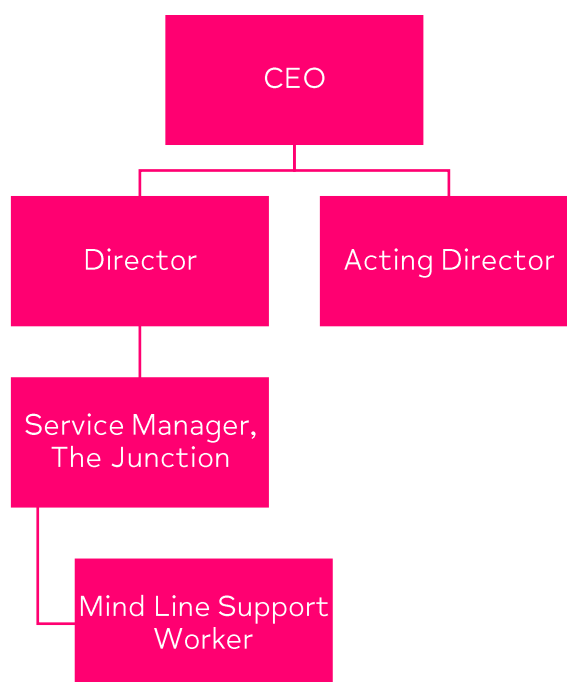 CEO
Director
Acting Director
Service Manager,
The Junction
Mind Line Support
Worker